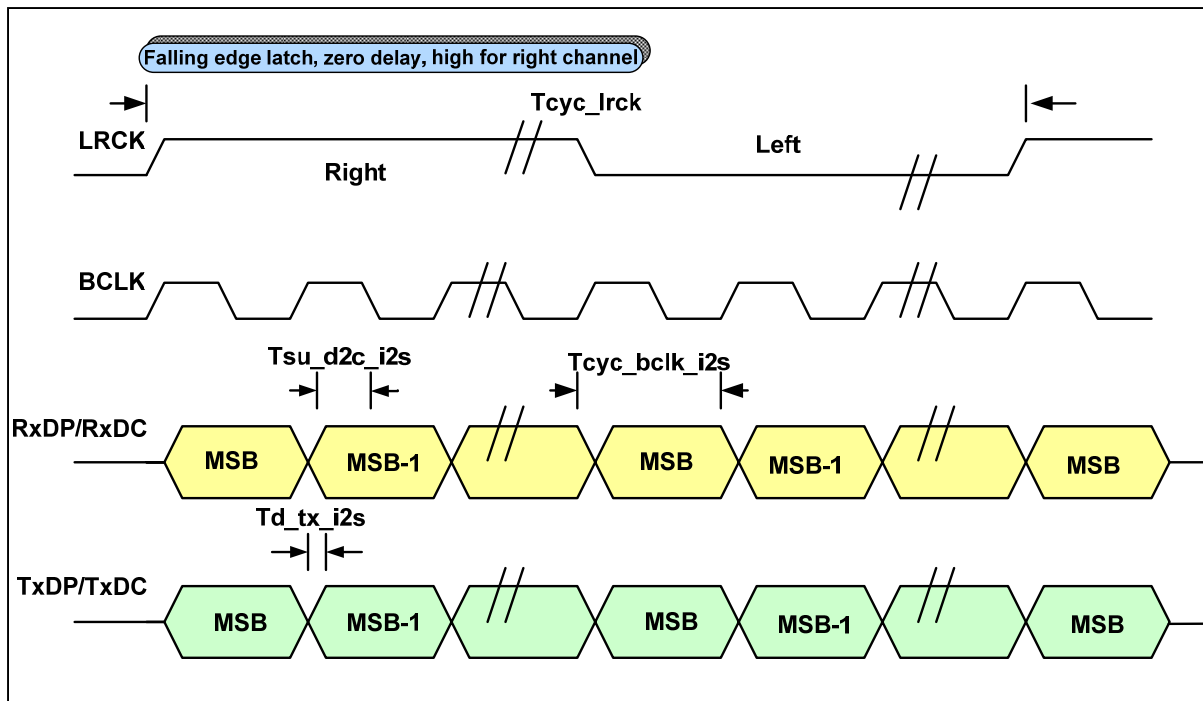 Falling edge latch, zero delay, high for right channel
Tcyc_lrck
LRCK
Right
Left
BCLK
Tsu_d2c_i2s
Tcyc_bclk_i2s
RxDP/RxDC
MSB
MSB-1
MSB
MSB-1
MSB
Td_tx_i2s
TxDP/TxDC
MSB
MSB-1
MSB
MSB-1
MSB